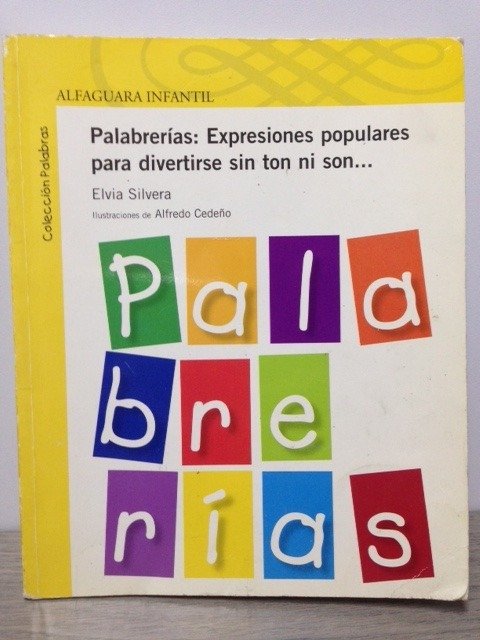 ALFAGUARA INFANTIL
Colección Palabras
Palabrerías: Expresiones populares
para divertirse sin ton ni son...
Elvia Silvera
Ilustraciones de Alfredo Cedeño
Pala
bre
rías